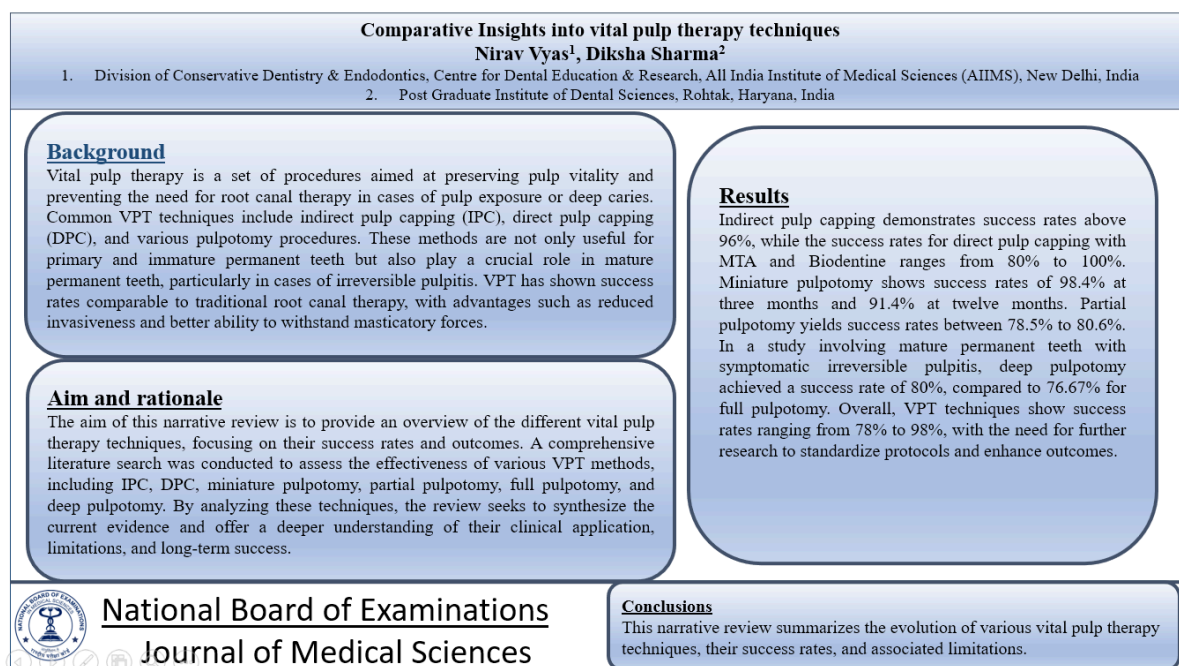 Comparative Insights into vital pulp therapy techniques
Nirav Vyas1, Diksha Sharma2
1. Division of Conservative Dentistry & Endodontics, Centre for Dental Education & Research, All India Institute of Medical Sciences (AIIMS), New Delhi, India
2. Post Graduate Institute of Dental Sciences, Rohtak, Haryana, India
Background
Vital pulp therapy is a set of procedures aimed at preserving pulp vitality and
preventing the need for root canal therapy in cases of pulp exposure or deep caries.
Common VPT techniques include indirect pulp capping (IPC), direct pulp capping
(DPC), and various pulpotomy procedures. These methods are not only useful for
primary and immature permanent teeth but also play a crucial role in mature
permanent teeth, particularly in cases of irreversible pulpitis. VPT has shown success
rates comparable to traditional root canal therapy, with advantages such as reduced
invasiveness and better ability to withstand masticatory forces.
Aim and rationale
The aim of this narrative review is to provide an overview of the different vital pulp
therapy techniques, focusing on their success rates and outcomes. A comprehensive
literature search was conducted to assess the effectiveness of various VPT methods,
including IPC, DPC, miniature pulpotomy, partial pulpotomy, full pulpotomy, and
deep pulpotomy. By analyzing these techniques, the review seeks to synthesize the
current evidence and offer a deeper understanding of their clinical application,
limitations, and long-term success.
Results
Indirect pulp capping demonstrates success rates above
96%, while the success rates for direct pulp capping with
MTA and Biodentine ranges from 80% to 100%.
Miniature pulpotomy shows success rates of 98.4% at
three months and 91.4% at twelve months. Partial
pulpotomy yields success rates between 78.5% to 80.6%.
In a study involving mature permanent teeth with
symptomatic irreversible pulpitis, deep pulpotomy
achieved a success rate of 80%, compared to 76.67% for
full pulpotomy. Overall, VPT techniques show success
rates ranging from 78% to 98%, with the need for further
research to standardize protocols and enhance outcomes.
NATIONAL BOARD OF EXAMINATIONS
IN MEDICAL SCIENCES
National Board of Examinations
Journal of Medical Sciences
Conclusions
This narrative review summarizes the evolution of various vital pulp therapy
techniques, their success rates, and associated limitations.